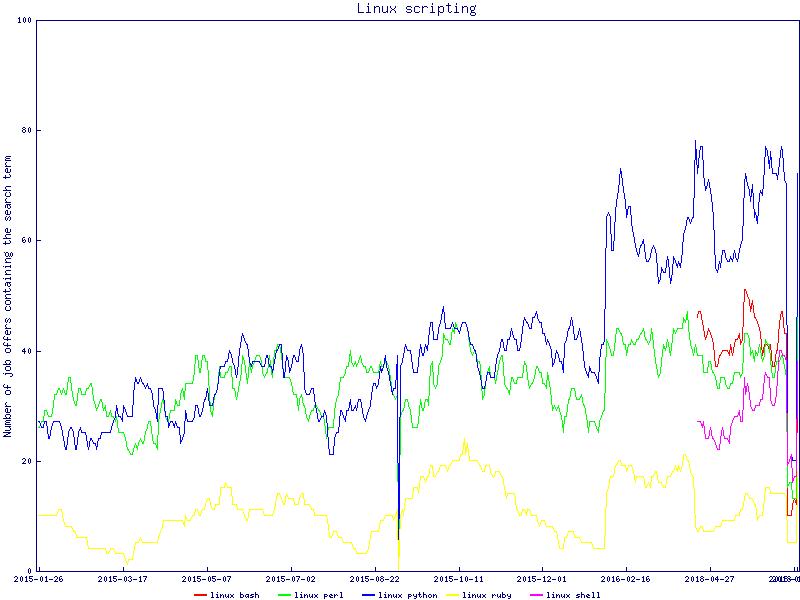 Linux scripting
Number of job offers containing the search term
100
80
60
40
20
0
2015-01-26 2015-03-17 2015-05-07 2015-07-02 2015-08-22 2015-10-11 2015-12-01 2016-02-16 2018-04-27
linux bash linux perl linux python linux ruby linux shell